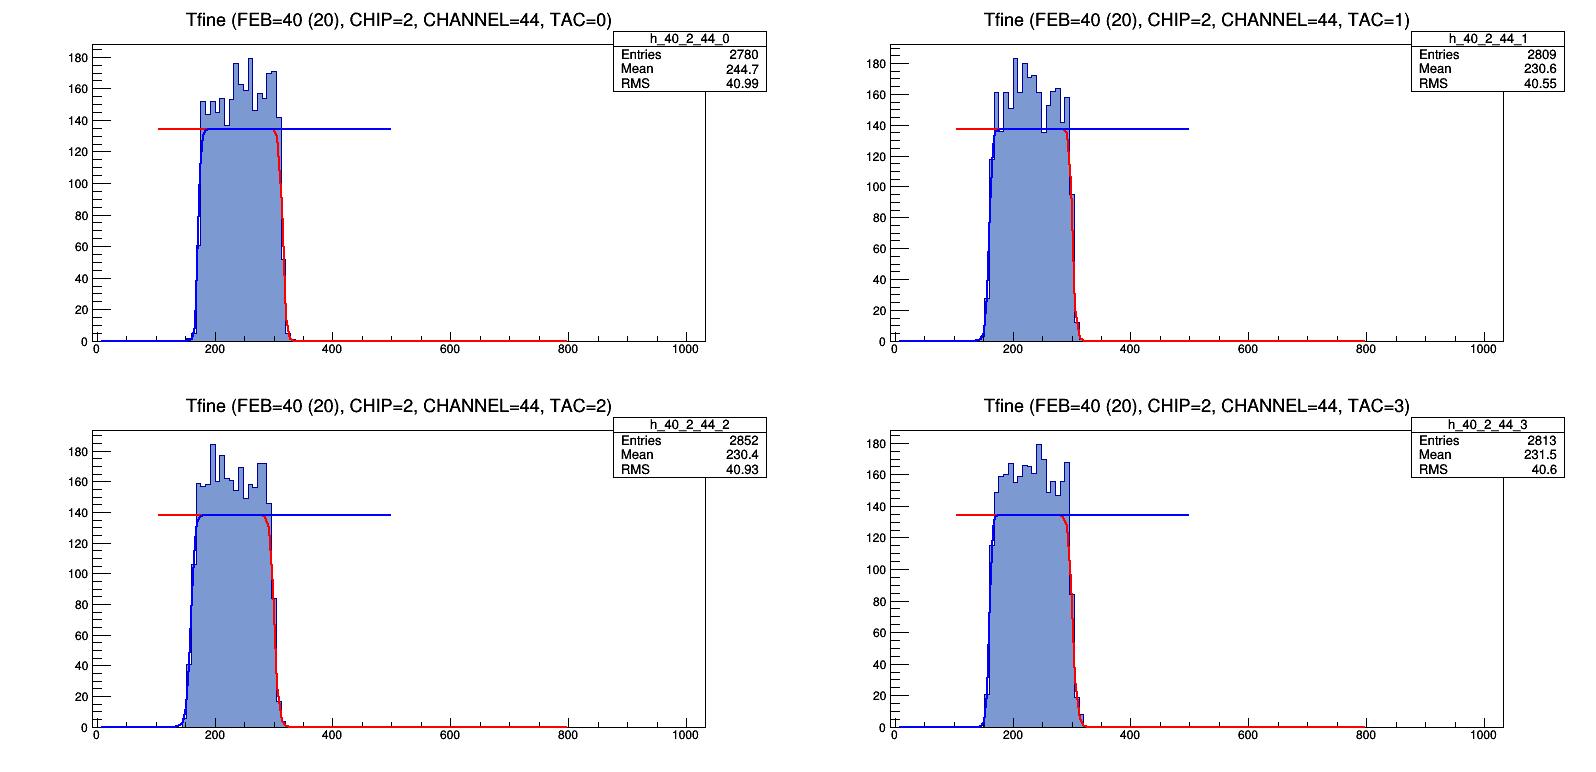 Tfine (FEB=40 (20), CHIP=2, CHANNEL=44, TAC=0)
h_40_2_44_0
Entries 2780
Mean 244.7
RMS 40.99
180
160
140
120
100
80
60
40
20
0
0 200 400 600 800 1000
Tfine (FEB=40 (20), CHIP=2, CHANNEL=44, TAC=1)
h_40_2_44_1
Entries 2809
Mean 230.6
RMS 40.55
180
160
140
120
100
80
60
40
20
0
0 200 400 600 800 1000
Tfine (FEB=40 (20), CHIP=2, CHANNEL=44, TAC=2)
h_40_2_44_2
Entries 2852
Mean 230.4
RMS 40.93
180
160
140
120
100
80
60
40
20
0
0 200 400 600 800 1000
Tfine (FEB=40 (20), CHIP=2, CHANNEL=44, TAC=3)
h_40_2_44_3
Entries 2813
Mean 231.5
RMS 40.6
180
160
140
120
100
80
60
40
20
0
0 200 400 600 800 1000